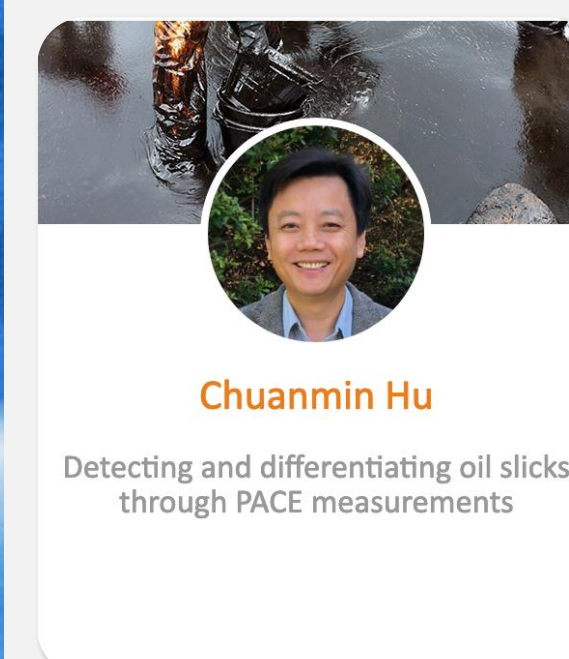 Chuanmin Hu
Detecting and differentiating oil slicks
through PACE measurements